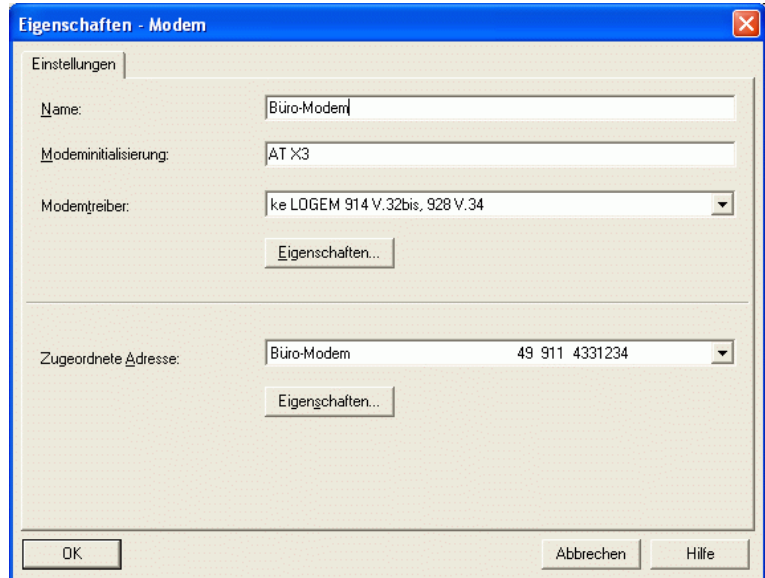 Eigenschaften - Modem
Einstellungen
Name: Büro-Modem
Modeminitialisierung: AT X3
Modemtreiber: ke LOGEM 914 V.32bis, 928 V.34
Eigenschaften...
Zugeordnete Adresse: Büro-Modem 49 911 4331234
Eigenschaften...
OK Abbrechen Hilfe